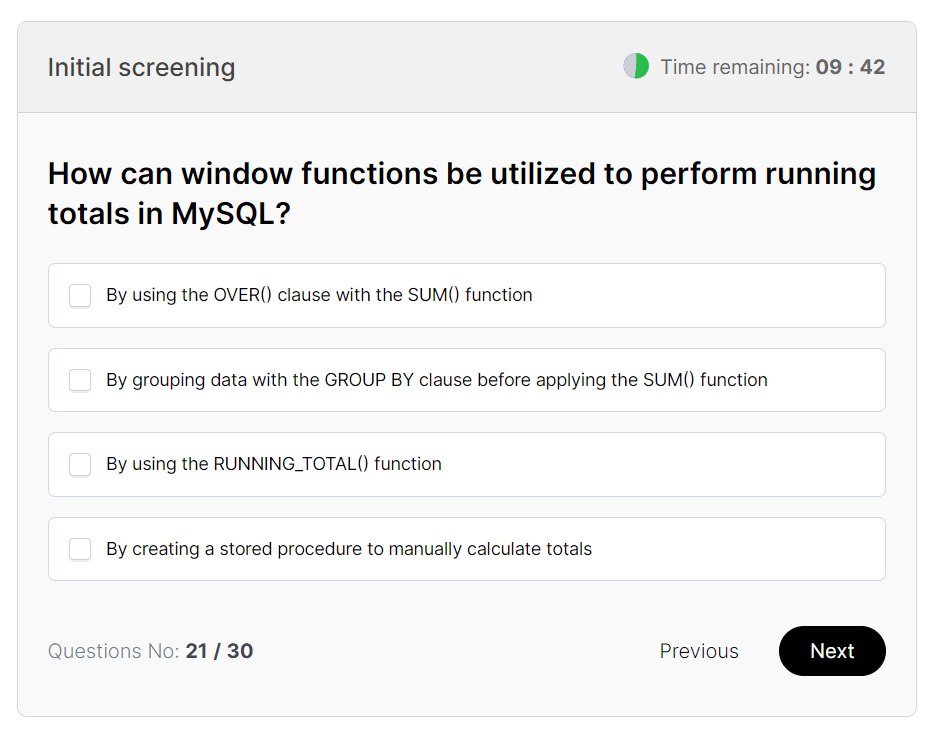 Initial screening
Time remaining: 09 : 42
How can window functions be utilized to perform running
totals in MySQL?
By using the OVER() clause with the SUM() function
By grouping data with the GROUP BY clause before applying the SUM() function
By using the RUNNING_TOTAL() function
By creating a stored procedure to manually calculate totals
Questions No: 21 / 30
Previous
Next